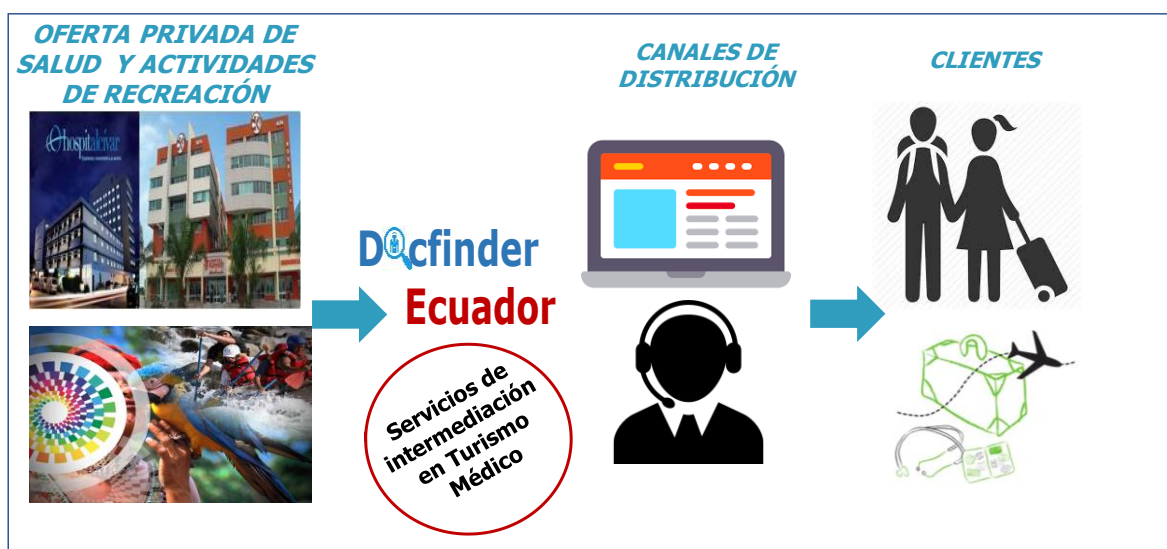 OFERTA PRIVADA DE
SALUD Y ACTIVIDADES
DE RECREACIÓN
hospitalcívar
Docfinder
Ecuador
Servicios de
intermediación
en Turismo
Médico
CANALES DE
DISTRIBUCIÓN
CLIENTES